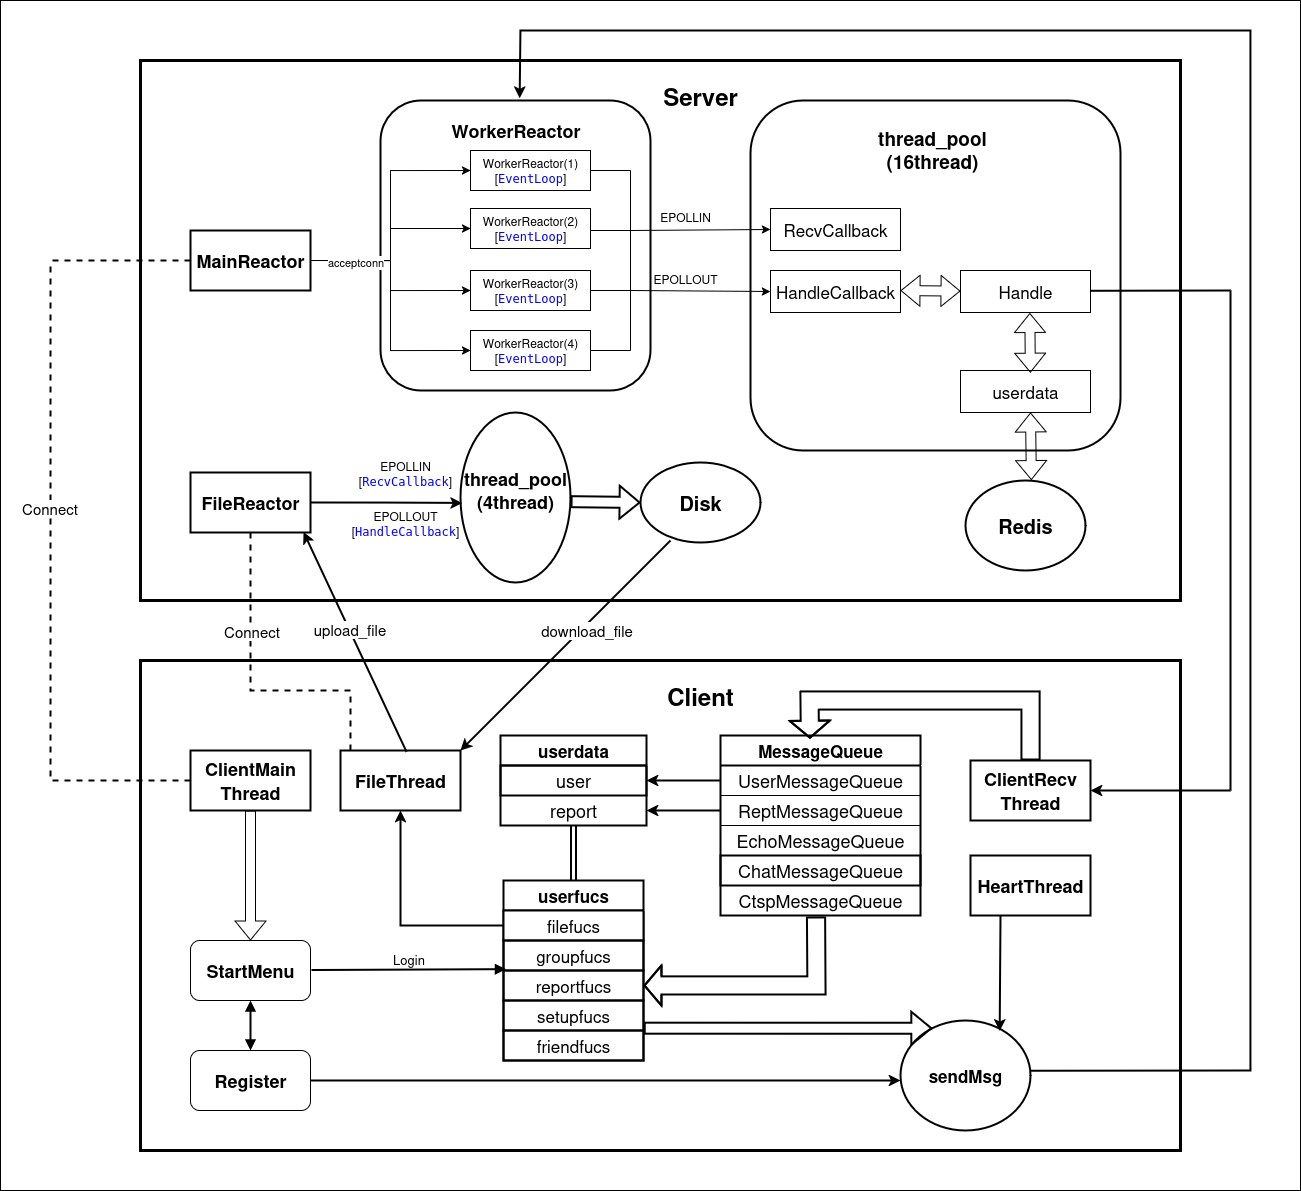 Server
WorkerReactor
WorkerReactor(1)
[EventLoop]
WorkerReactor(2)
[EventLoop]
WorkerReactor(3)
[EventLoop]
WorkerReactor(4)
[EventLoop]
thread_pool
(16thread)
MainReactor
acceptconn
EPOLLIN
EPOLLOUT
RecvCallback
HandleCallback
Handle
userdata
Redis
FileReactor
EPOLLIN
[RecvCallback]
EPOLLOUT
[HandleCallback]
thread_pool
(4thread)
Disk
Connect
Connect
upload_file
download_file
Client
ClientMain
Thread
FileThread
userdata
user
report
MessageQueue
UserMessageQueue
ReptMessageQueue
EchoMessageQueue
ChatMessageQueue
CtspMessageQueue
ClientRecv
Thread
HeartThread
userfucs
filefucs
groupfucs
reportfucs
setupfucs
friendfucs
StartMenu
Login
Register
sendMsg